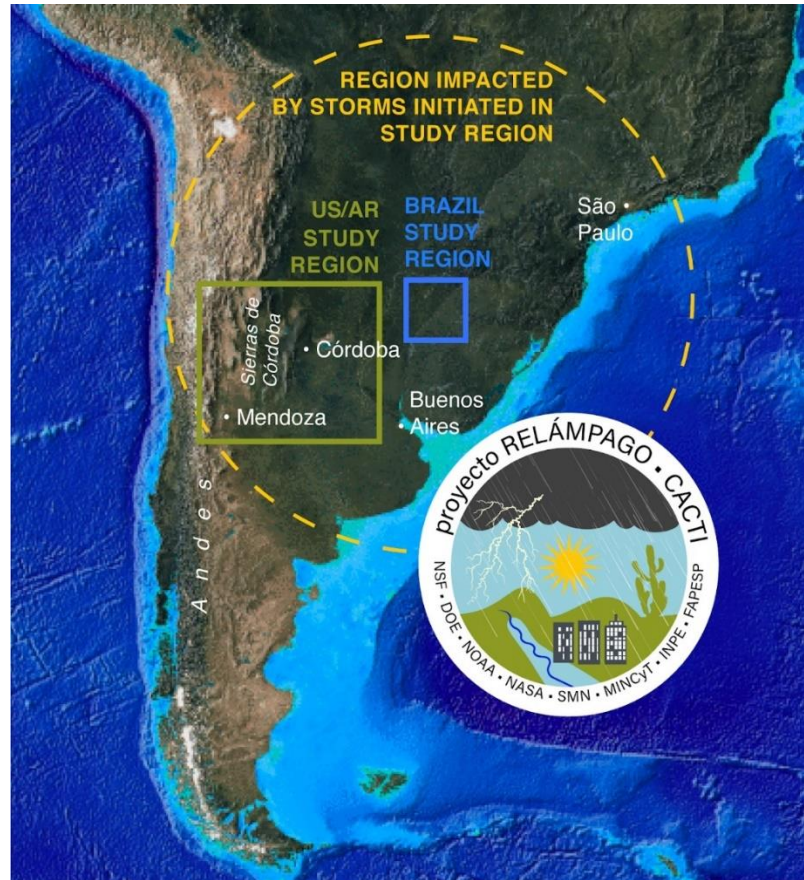 REGION IMPACTED
BY STORMS INITIATED IN
STUDY REGION
US/AR
STUDY
REGION
BRAZIL
STUDY
REGION
São
Paulo
Sierras de
Córdoba
Córdoba
Mendoza
Buenos
Aires
Andes
proyecto RELÁMPAGO • CACTI
NSF • DOE • NOAA • NASA • SMN • MINCyT • INPE • FAPESP